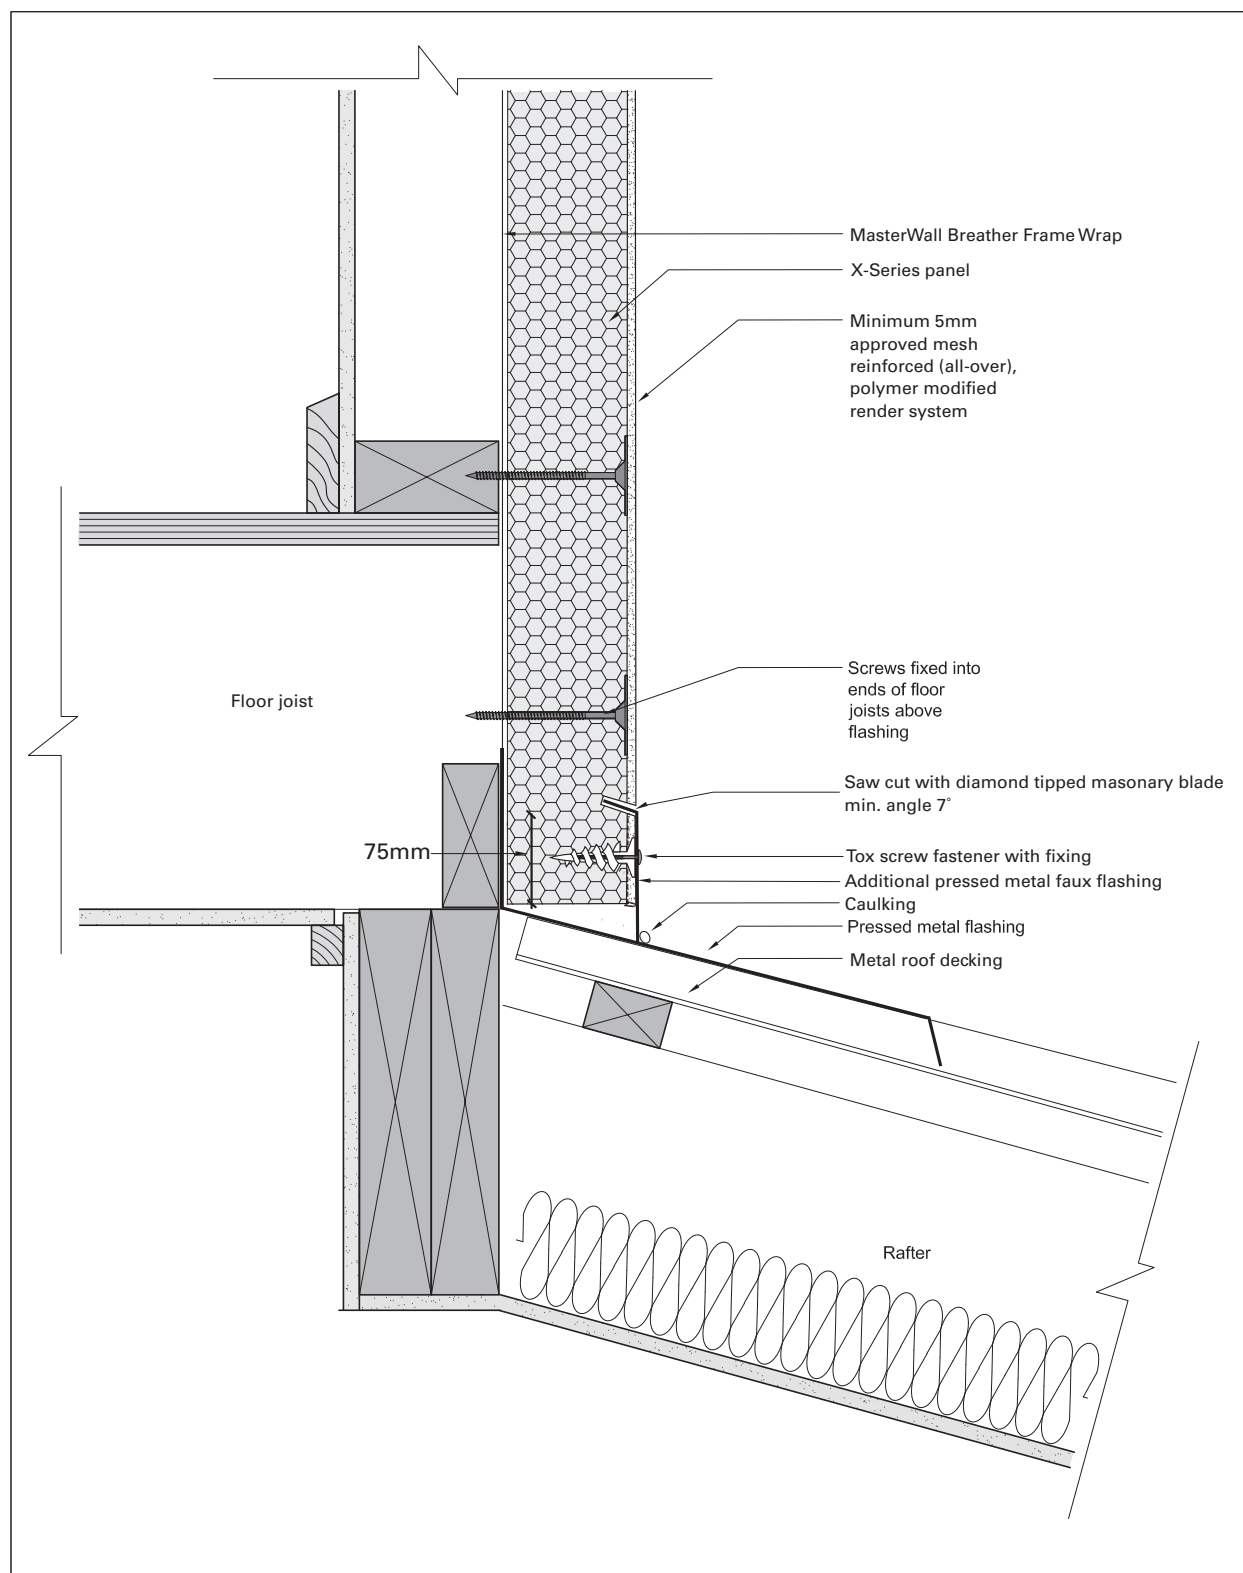 MasterWall Breather Frame Wrap
X-Series panel
Minimum 5mm
approved mesh
reinforced (all-over),
polymer modified
render system
Screws fixed into
ends of floor
joists above
flashing
Floor joist
Saw cut with diamond tipped masonary blade
min. angle 7°
75mm
Tox screw fastener with fixing
Additional pressed metal faux flashing
Caulking
Pressed metal flashing
Metal roof decking
Rafter